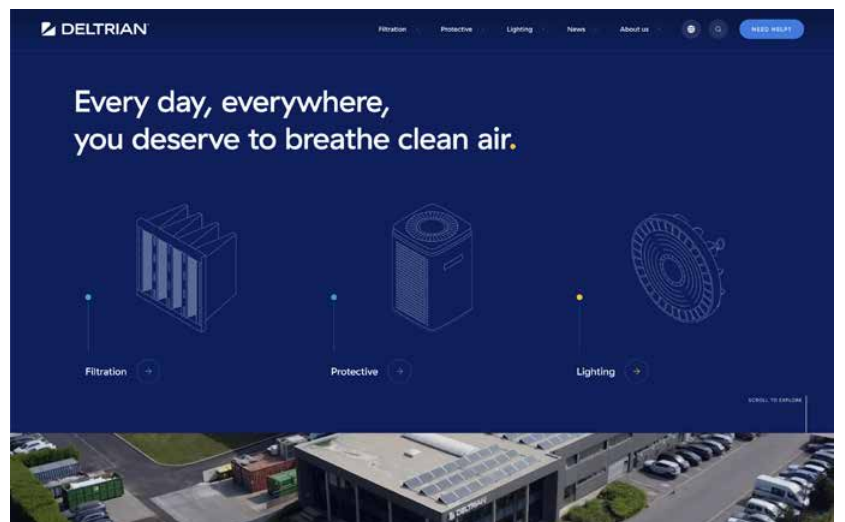 DELTRIAN
Filtration
Protective
Lighting
News
About us
NEED HELP?
Every day, everywhere,
you deserve to breathe clean air.
Filtration
Protective
Lighting
SCROLL TO EXPLORE
DELTRIAN